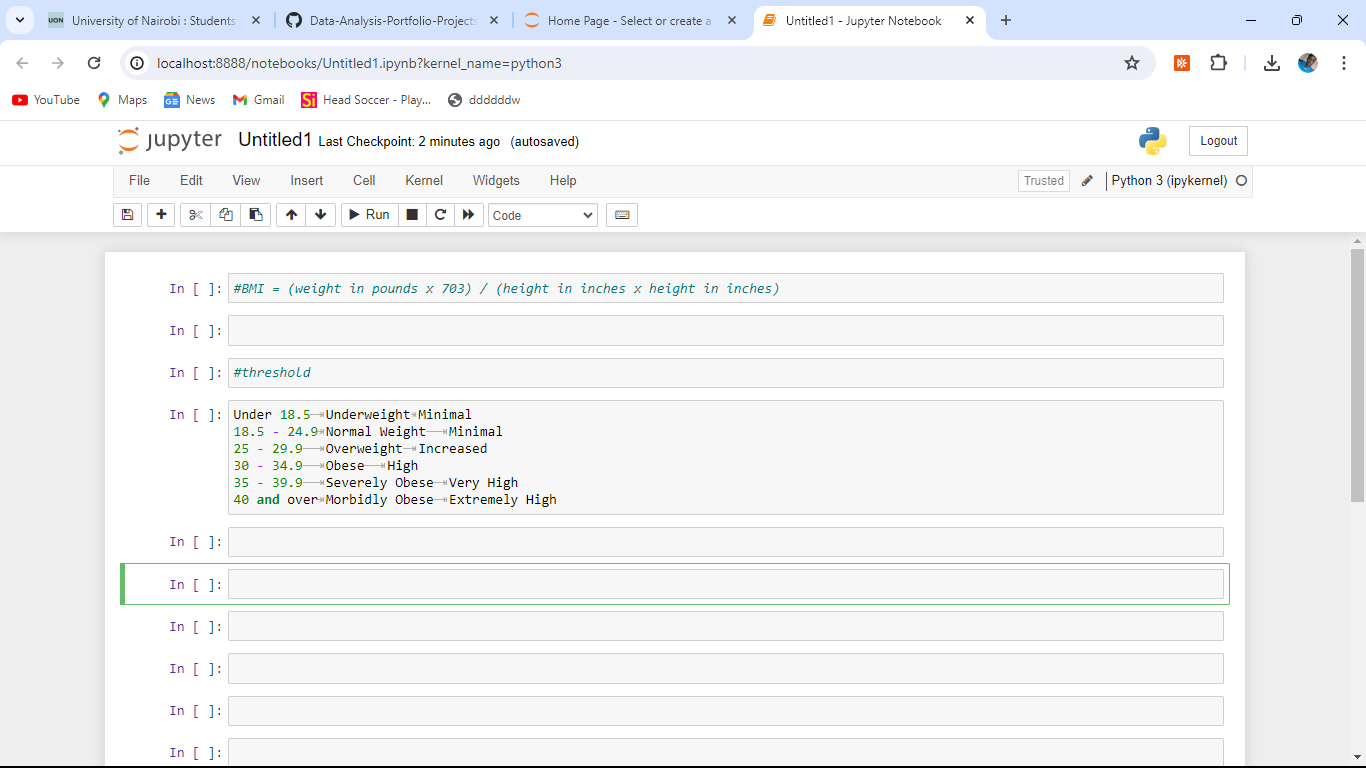 UON University of Nairobi : Students
Data-Analysis-Portfolio-Projects
Home Page - Select or create a
Untitled1 - Jupyter Notebook
localhost:8888/notebooks/Untitled1.ipynb?kernel_name=python3
YouTube Maps GE News Gmail Si Head Soccer - Play... ddddddw
jupyter Untitled1 Last Checkpoint: 2 minutes ago (autosaved) Logout
File Edit View Insert Cell Kernel Widgets Help Trusted Python 3 (ipykernel)
Run Code
In [ ]: #BMI = (weight in pounds x 703) / (height in inches x height in inches)
In [ ]:
In [ ]: #threshold
In [ ]: Under 18.5 Underweight Minimal
18.5 - 24.9 Normal Weight Minimal
25 - 29.9 Overweight Increased
30 - 34.9 Obese High
35 - 39.9 Severely Obese Very High
40 and over Morbidly Obese Extremely High
In [ ]:
In [ ]:
In [ ]:
In [ ]:
In [ ]:
In [ ]: